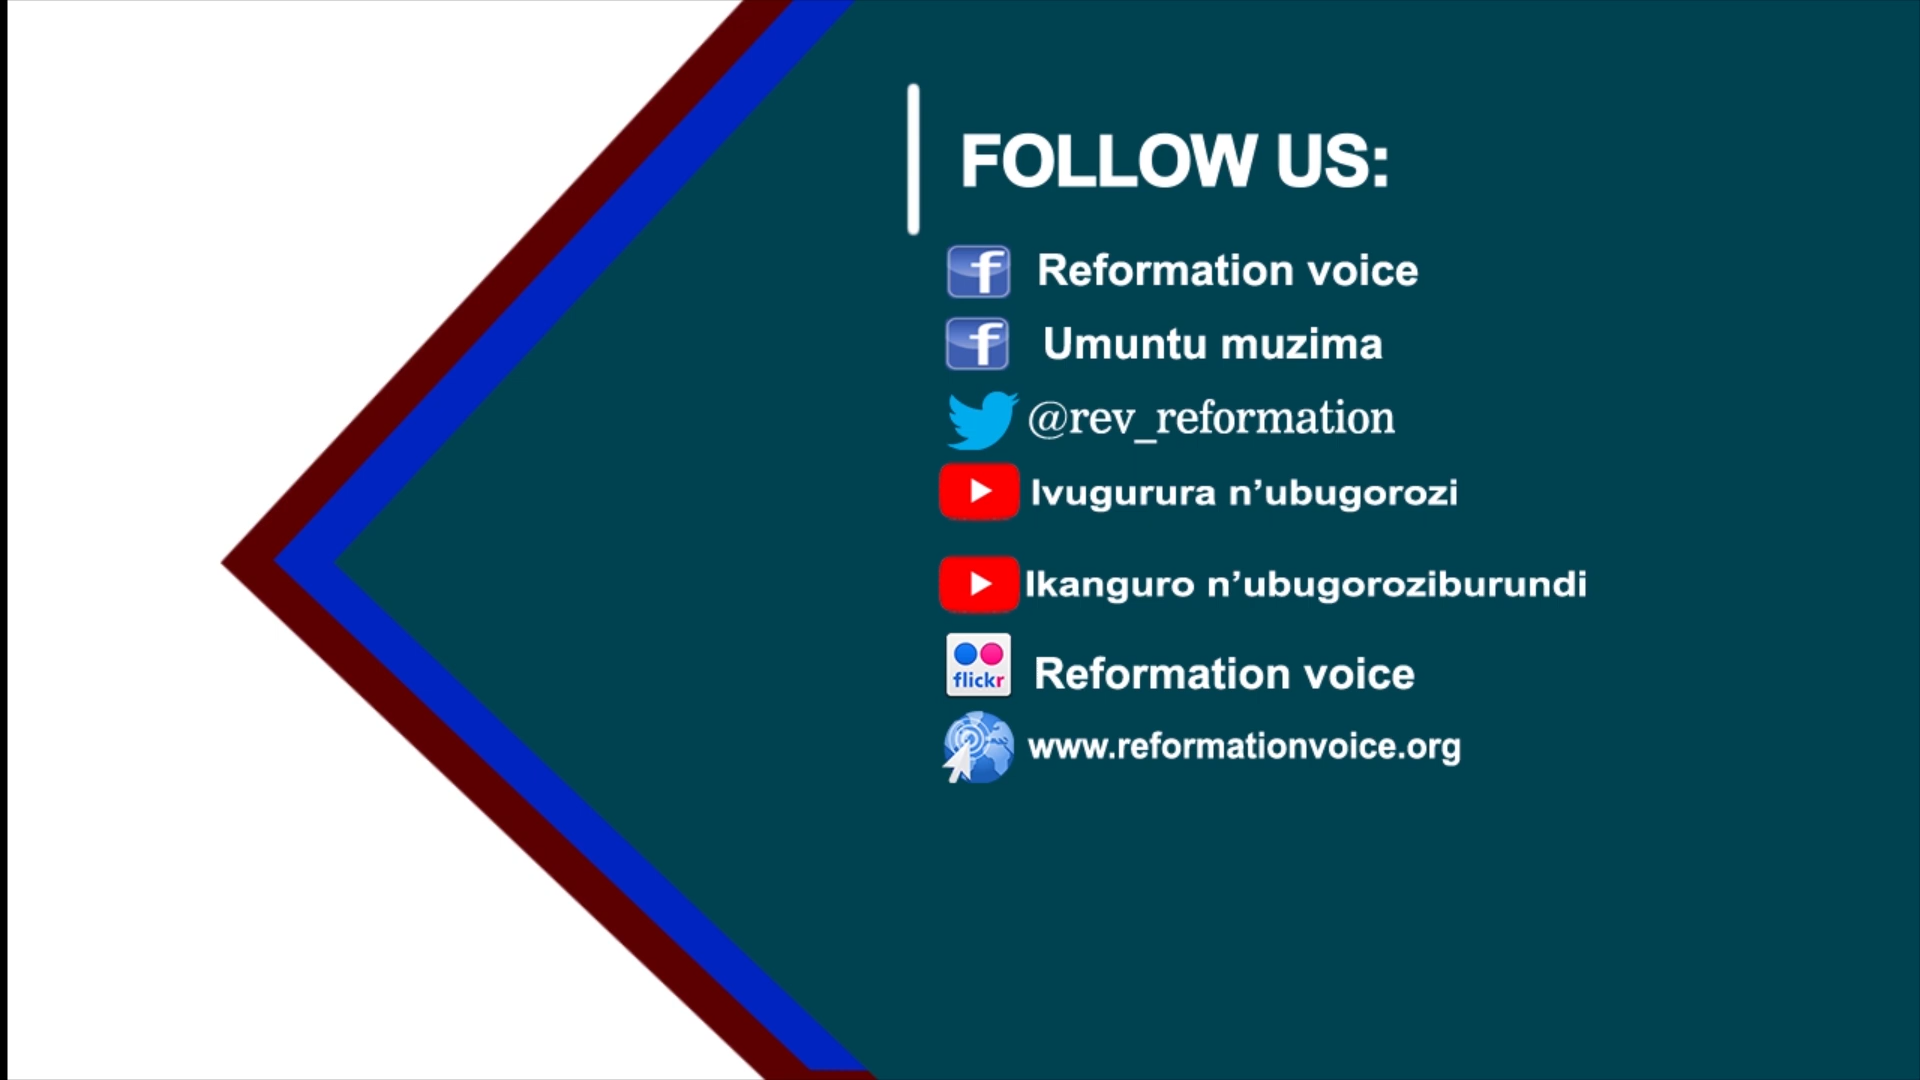 FOLLOW US:
Reformation voice
Umuntu muzima
@rev_reformation
Ivugurura n’ubugorozi
Ikanguro n’ubugoroziburundi
flickr Reformation voice
www.reformationvoice.org